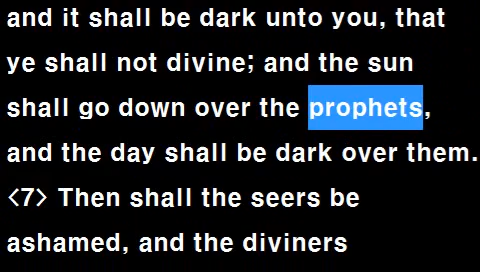 and it shall be dark unto you, that
ye shall not divine; and the sun
shall go down over the prophets,
and the day shall be dark over them.
<7> Then shall the seers be
ashamed, and the diviners